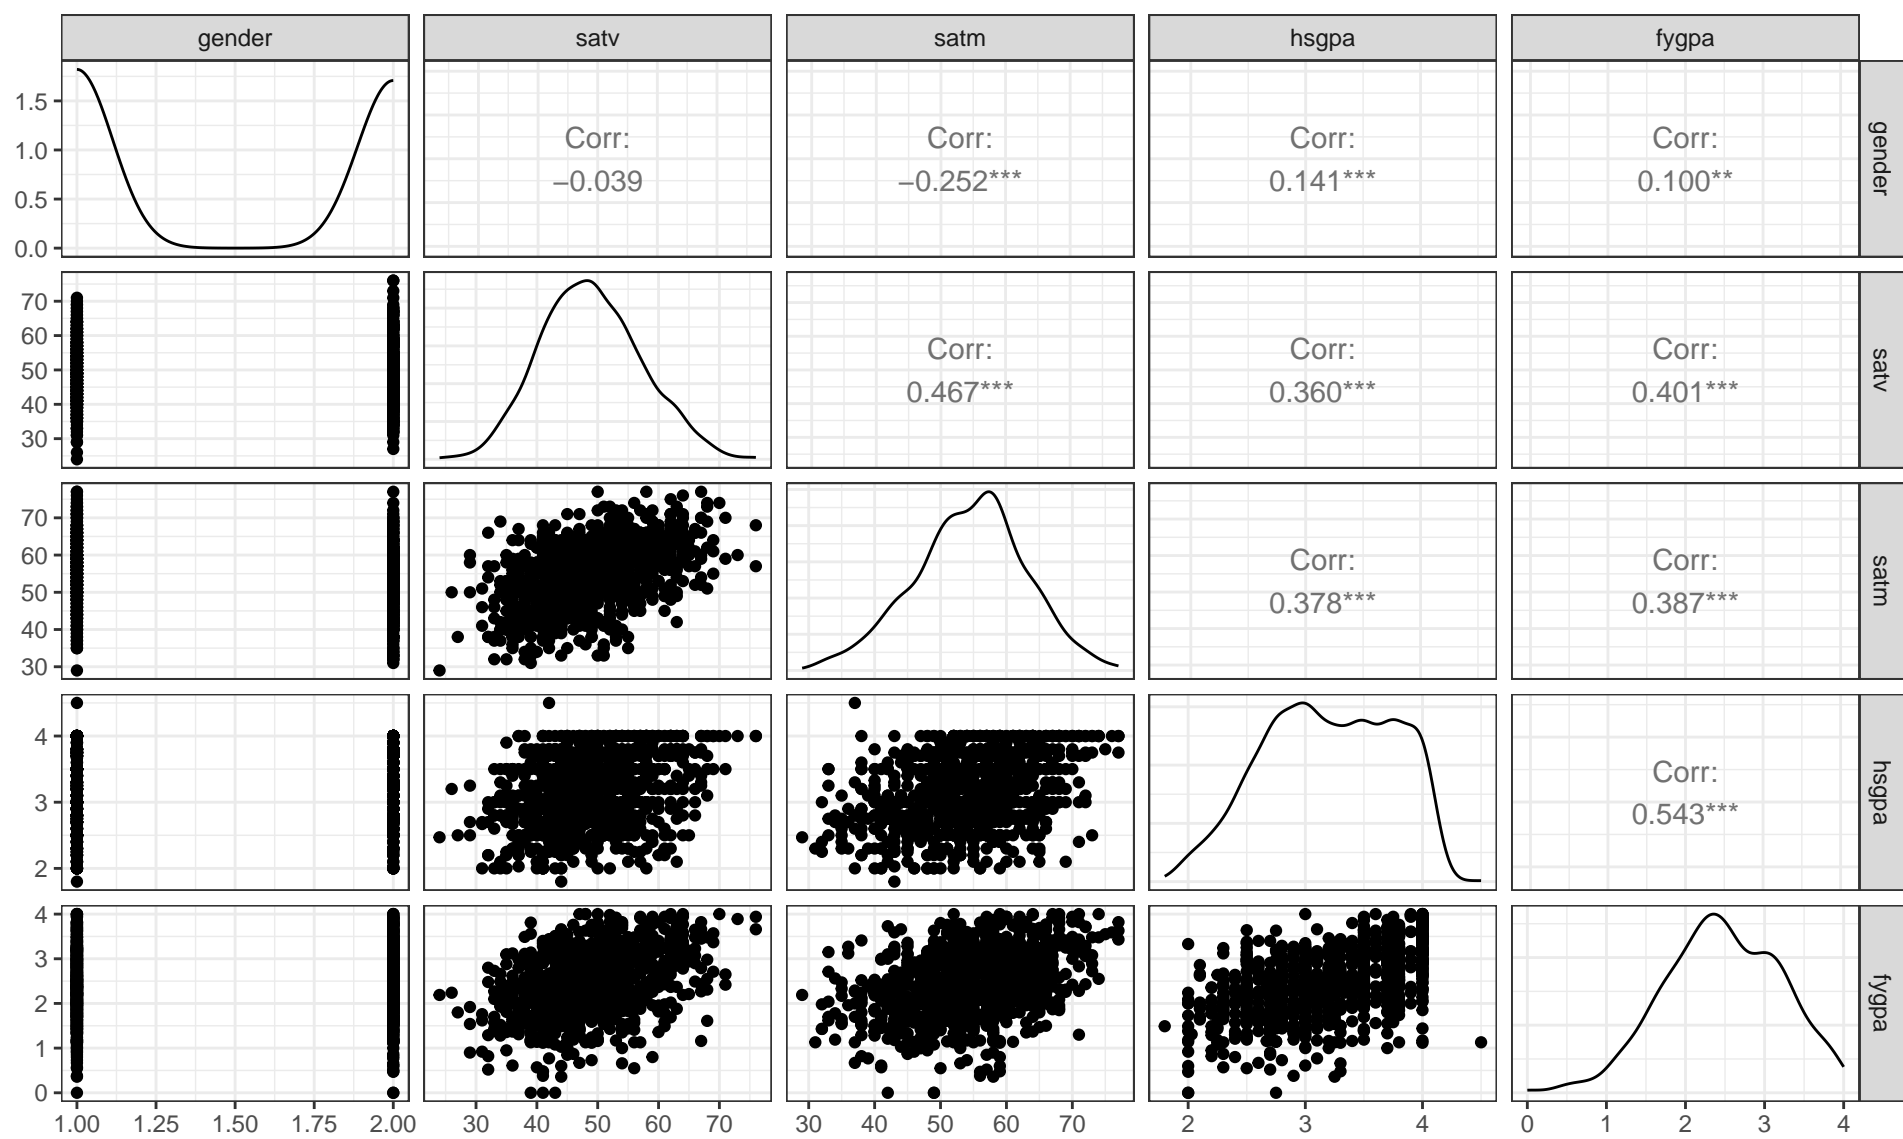 gender satv satm hsgpa fygpa
1.5
1.0
0.5
0.0
Corr:
−0.039
Corr:
−0.252***
Corr:
0.141***
Corr:
0.100**
gender
70
60
50
40
30
Corr:
0.467***
Corr:
0.360***
Corr:
0.401***
satv
70
60
50
40
30
Corr:
0.378***
Corr:
0.387***
satm
4
3
2
Corr:
0.543***
hsgpa
4
3
2
1
0
fygpa
1.00 1.25 1.50 1.75 2.00 30 40 50 60 70 30 40 50 60 70 2 3 4 0 1 2 3 4